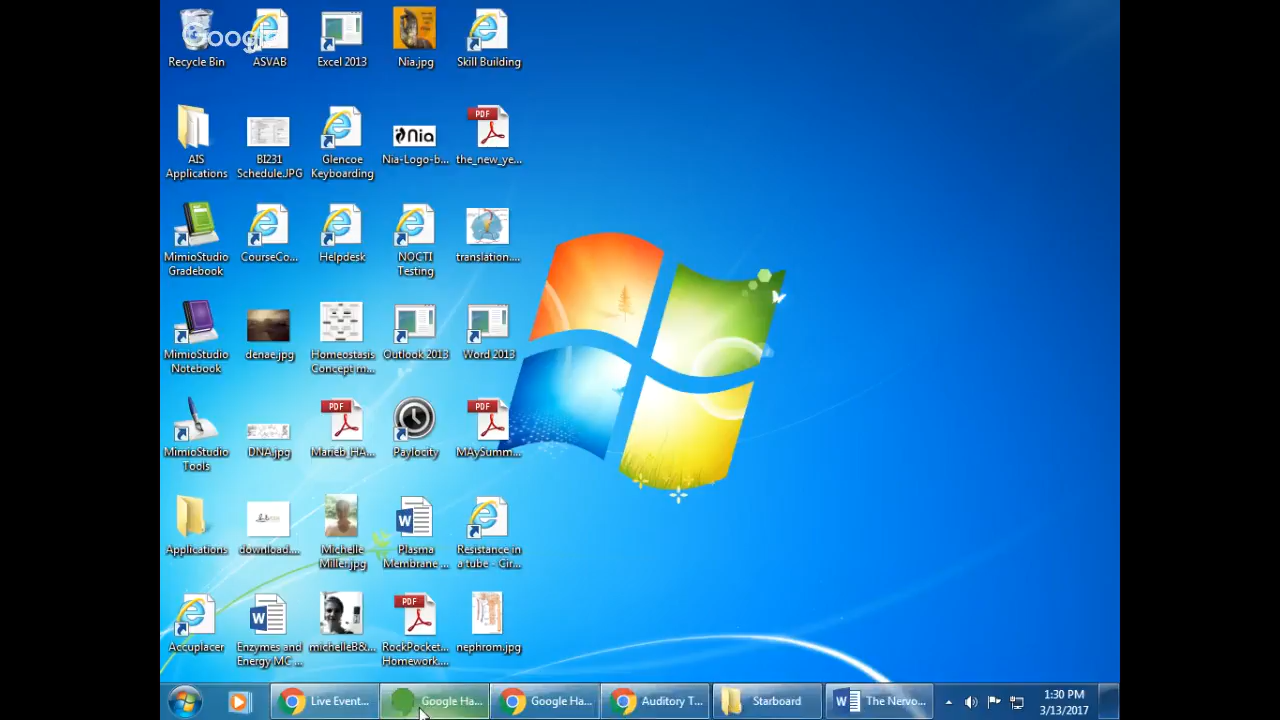 Google
Recycle Bin
ASVAB
Excel 2013
Nia.jpg
Skill Building
PDF
Nia
AIS
Applications
BI231
Schedule.JPG
Glencoe
Keyboarding
Nia-Logo-b...
the_new_ye...
MimioStudio
Gradebook
CourseCo...
Helpdesk
NOCTI
Testing
translation....
MimioStudio
Notebook
denae.jpg
Homeostasis
Concept m...
Outlook 2013
Word 2013
PDF
PDF
MimioStudio
Tools
DNA.jpg
Marieb_HA...
Paylocity
MAySumm...
W
Applications
download....
Michelle
Miller.jpg
Plasma
Membrane ...
Resistance in
a tube - Cir...
PDF
W
Accuplacer
Enzymes and
Energy MC ...
michelleB&...
RockPocket...
Homework....
nephrom.jpg
Live Event...
Google Ha...
Google Ha...
Auditory T...
Starboard
W
The Nervo...
1:30 PM
3/13/2017